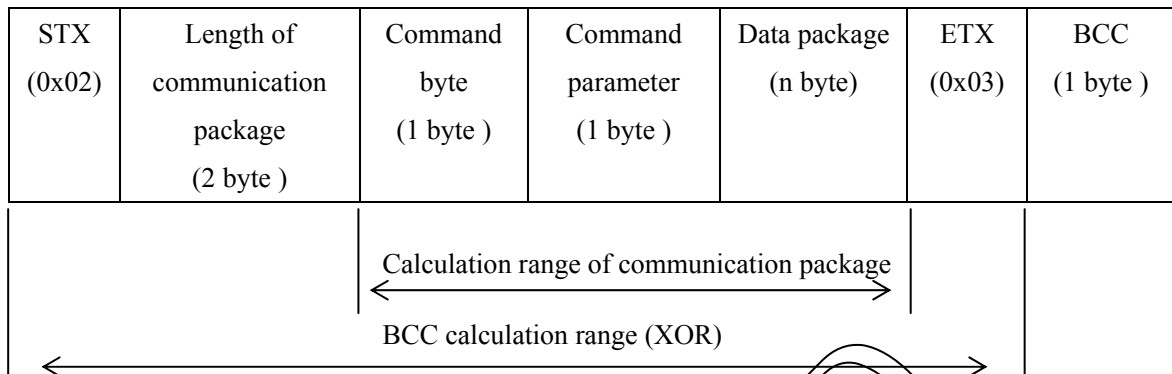 STX Length of Command Command Data package ETX BCC
(0x02) communication byte parameter (n byte) (0x03) (1 byte )
package (1 byte ) (1 byte )
(2 byte )
Calculation range of communication package
BCC calculation range (XOR)